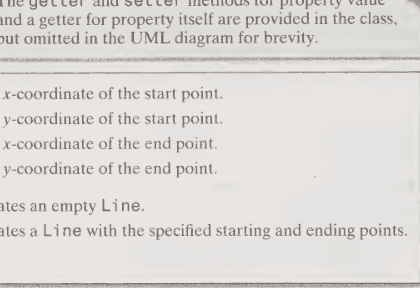 The getter and setter methods for property value
and a getter for property itself are provided in the class,
but omitted in the UML diagram for brevity.
x-coordinate of the start point.
y-coordinate of the start point.
x-coordinate of the end point.
y-coordinate of the end point.
ates an empty Line.
ates a Line with the specified starting and ending points.